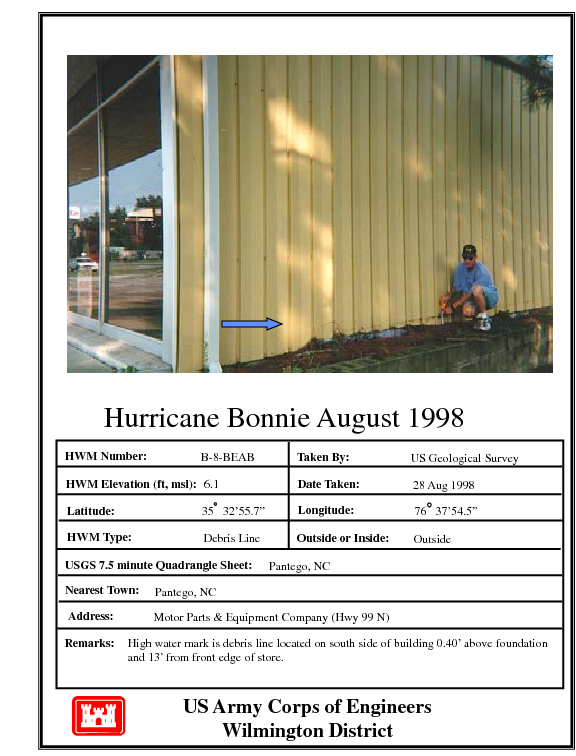 Hurricane Bonnie August 1998
HWM Number: B-8-BEAB Taken By: US Geological Survey
HWM Elevation (ft, msl): 6.1 Date Taken: 28 Aug 1998
Latitude: 35° 32’55.7” Longitude: 76° 37’54.5”
HWM Type: Debris Line Outside or Inside: Outside
USGS 7.5 minute Quadrangle Sheet: Pantego, NC
Nearest Town: Pantego, NC
Address: Motor Parts & Equipment Company (Hwy 99 N)
Remarks: High water mark is debris line located on south side of building 0.40’ above foundation
and 13’ from front edge of store.
US Army Corps of Engineers
Wilmington District